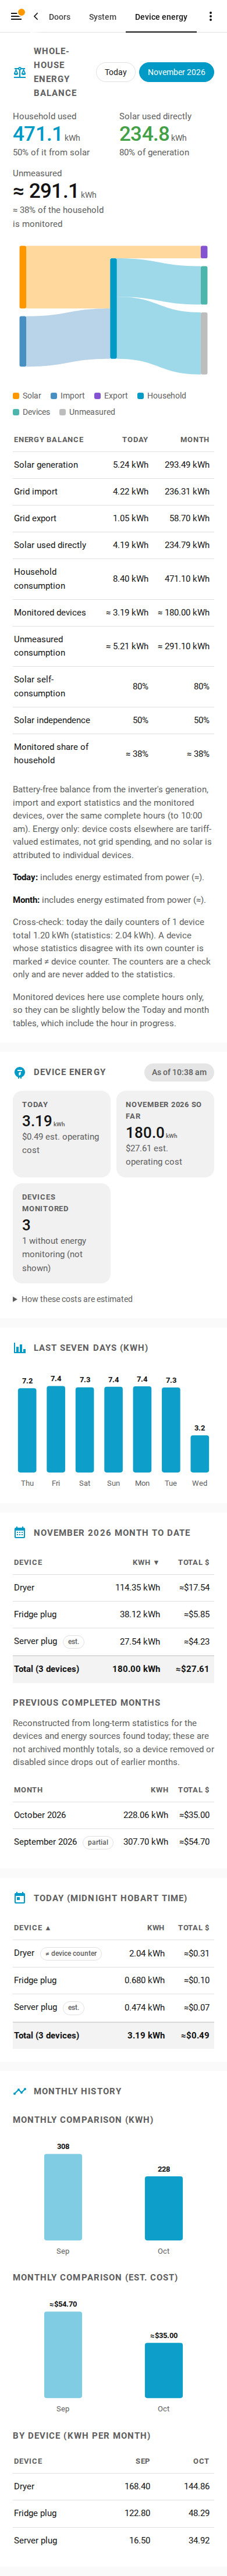 Doors System Device energy
WHOLE-
HOUSE
ENERGY
BALANCE
Today November 2026
Household used
471.1 kWh
50% of it from solar
Solar used directly
234.8 kWh
80% of generation
Unmeasured
≈ 291.1 kWh
≈ 38% of the household
is monitored
Solar Import Export Household
Devices Unmeasured
ENERGY BALANCE TODAY MONTH
Solar generation 5.24 kWh 293.49 kWh
Grid import 4.22 kWh 236.31 kWh
Grid export 1.05 kWh 58.70 kWh
Solar used directly 4.19 kWh 234.79 kWh
Household
consumption 8.40 kWh 471.10 kWh
Monitored devices ≈ 3.19 kWh ≈ 180.00 kWh
Unmeasured
consumption ≈ 5.21 kWh ≈ 291.10 kWh
Solar self-
consumption 80% 80%
Solar independence 50% 50%
Monitored share of
household ≈ 38% ≈ 38%
Battery-free balance from the inverter's generation,
import and export statistics and the monitored
devices, over the same complete hours (to 10:00
am). Energy only: device costs elsewhere are tariff-
valued estimates, not grid spending, and no solar is
attributed to individual devices.
Today: includes energy estimated from power (≈).
Month: includes energy estimated from power (≈).
Cross-check: today the daily counters of 1 device
total 1.20 kWh (statistics: 2.04 kWh). A device
whose statistics disagree with its own counter is
marked ≠ device counter. The counters are a check
only and are never added to the statistics.
Monitored devices here use complete hours only,
so they can be slightly below the Today and month
tables, which include the hour in progress.
DEVICE ENERGY As of 10:38 am
TODAY
3.19 kWh
$0.49 est. operating
cost
NOVEMBER 2026 SO
FAR
180.0 kWh
$27.61 est.
operating cost
DEVICES
MONITORED
3
1 without energy
monitoring (not
shown)
How these costs are estimated
LAST SEVEN DAYS (KWH)
7.2 7.4 7.3 7.4 7.4 7.3 3.2
Thu Fri Sat Sun Mon Tue Wed
NOVEMBER 2026 MONTH TO DATE
DEVICE KWH ▼ TOTAL $
Dryer 114.35 kWh ≈$17.54
Fridge plug 38.12 kWh ≈$5.85
Server plug est. 27.54 kWh ≈$4.23
Total (3 devices) 180.00 kWh ≈$27.61
PREVIOUS COMPLETED MONTHS
Reconstructed from long-term statistics for the
devices and energy sources found today; these are
not archived monthly totals, so a device removed or
disabled since drops out of earlier months.
MONTH KWH TOTAL $
October 2026 228.06 kWh ≈$35.00
September 2026 partial 307.70 kWh ≈$54.70
TODAY (MIDNIGHT HOBART TIME)
DEVICE ▲ KWH TOTAL $
Dryer ≠ device counter 2.04 kWh ≈$0.31
Fridge plug 0.680 kWh ≈$0.10
Server plug est. 0.474 kWh ≈$0.07
Total (3 devices) 3.19 kWh ≈$0.49
MONTHLY HISTORY
MONTHLY COMPARISON (KWH)
308 228
Sep Oct
MONTHLY COMPARISON (EST. COST)
≈$54.70 ≈$35.00
Sep Oct
BY DEVICE (KWH PER MONTH)
DEVICE SEP OCT
Dryer 168.40 144.86
Fridge plug 122.80 48.29
Server plug 16.50 34.92